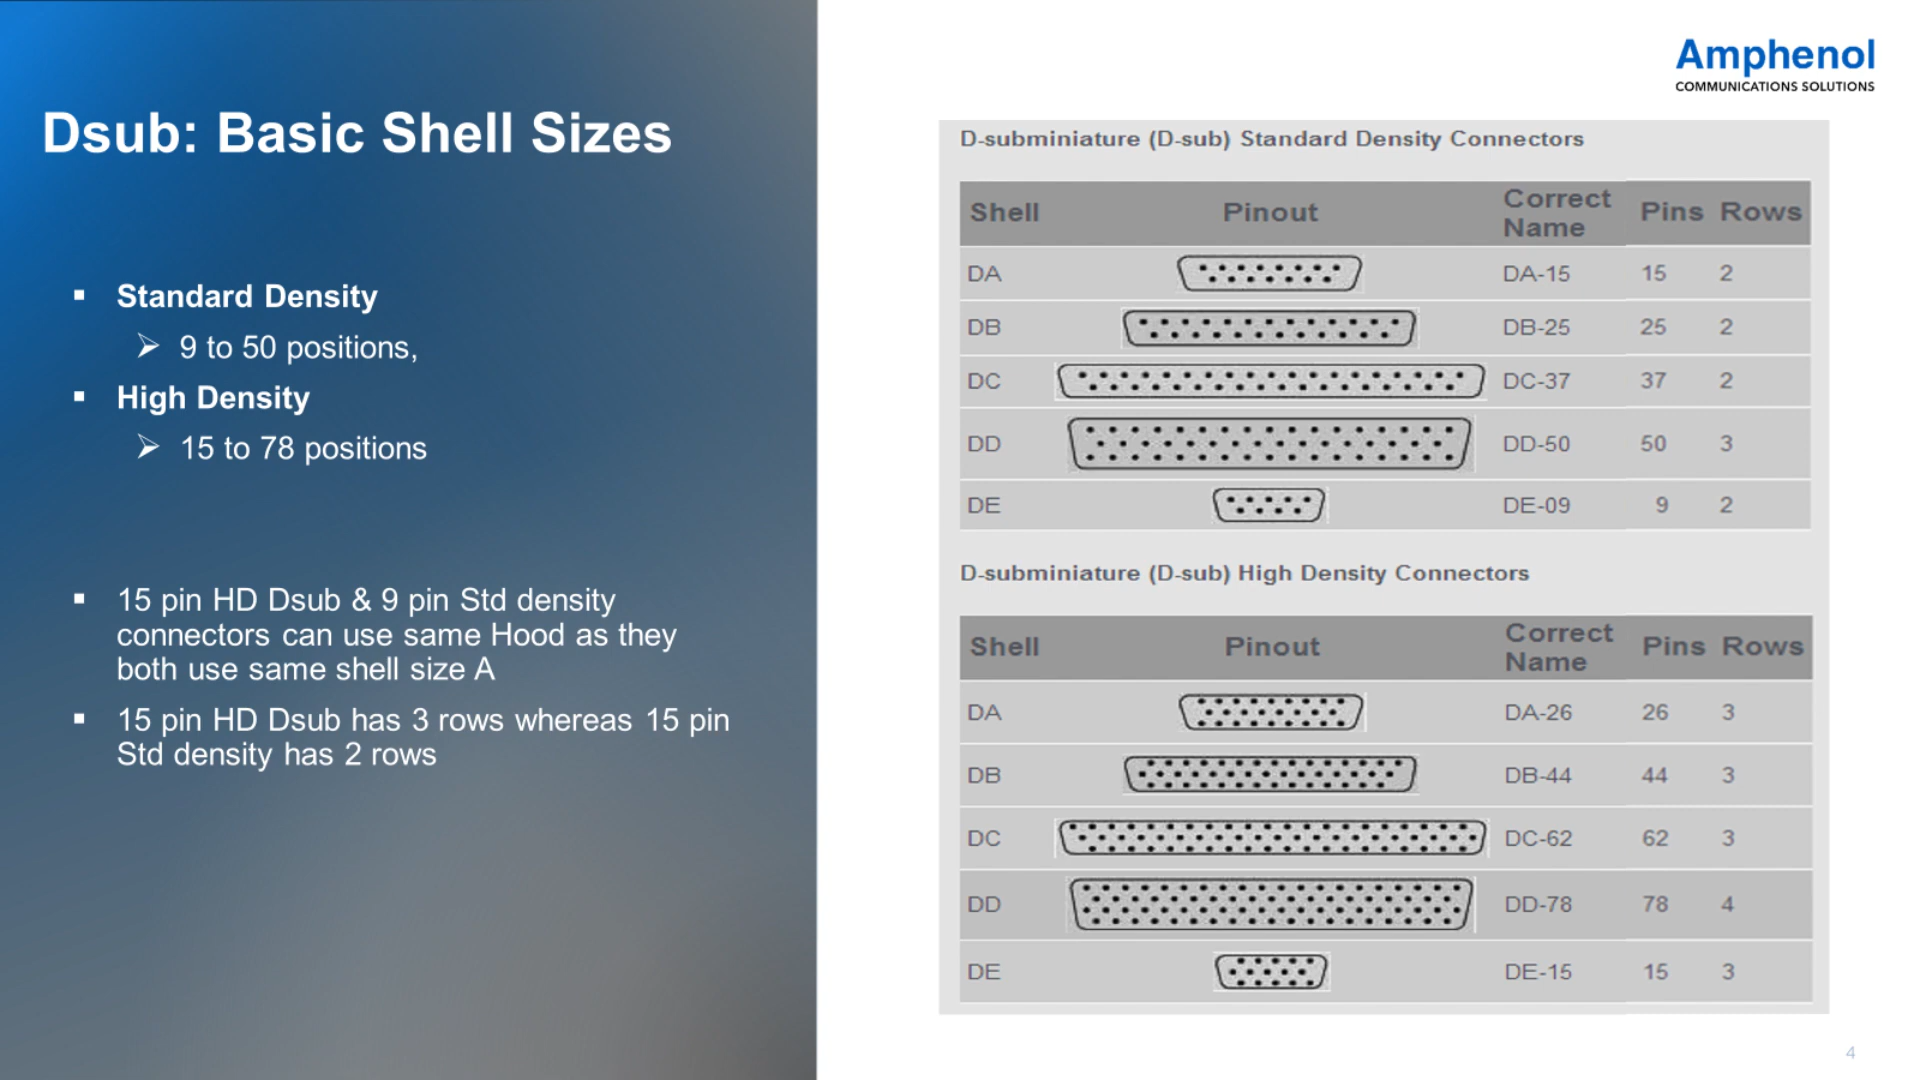 Amphenol
COMMUNICATIONS SOLUTIONS
Dsub: Basic Shell Sizes
▪ Standard Density
➢ 9 to 50 positions,
▪ High Density
➢ 15 to 78 positions
▪ 15 pin HD Dsub & 9 pin Std density
connectors can use same Hood as they
both use same shell size A
▪ 15 pin HD Dsub has 3 rows whereas 15 pin
Std density has 2 rows
D-subminiature (D-sub) Standard Density Connectors
Shell Pinout Correct Name Pins Rows
DA DA-15 15 2
DB DB-25 25 2
DC DC-37 37 2
DD DD-50 50 3
DE DE-09 9 2
D-subminiature (D-sub) High Density Connectors
Shell Pinout Correct Name Pins Rows
DA DA-26 26 3
DB DB-44 44 3
DC DC-62 62 3
DD DD-78 78 4
DE DE-15 15 3
4